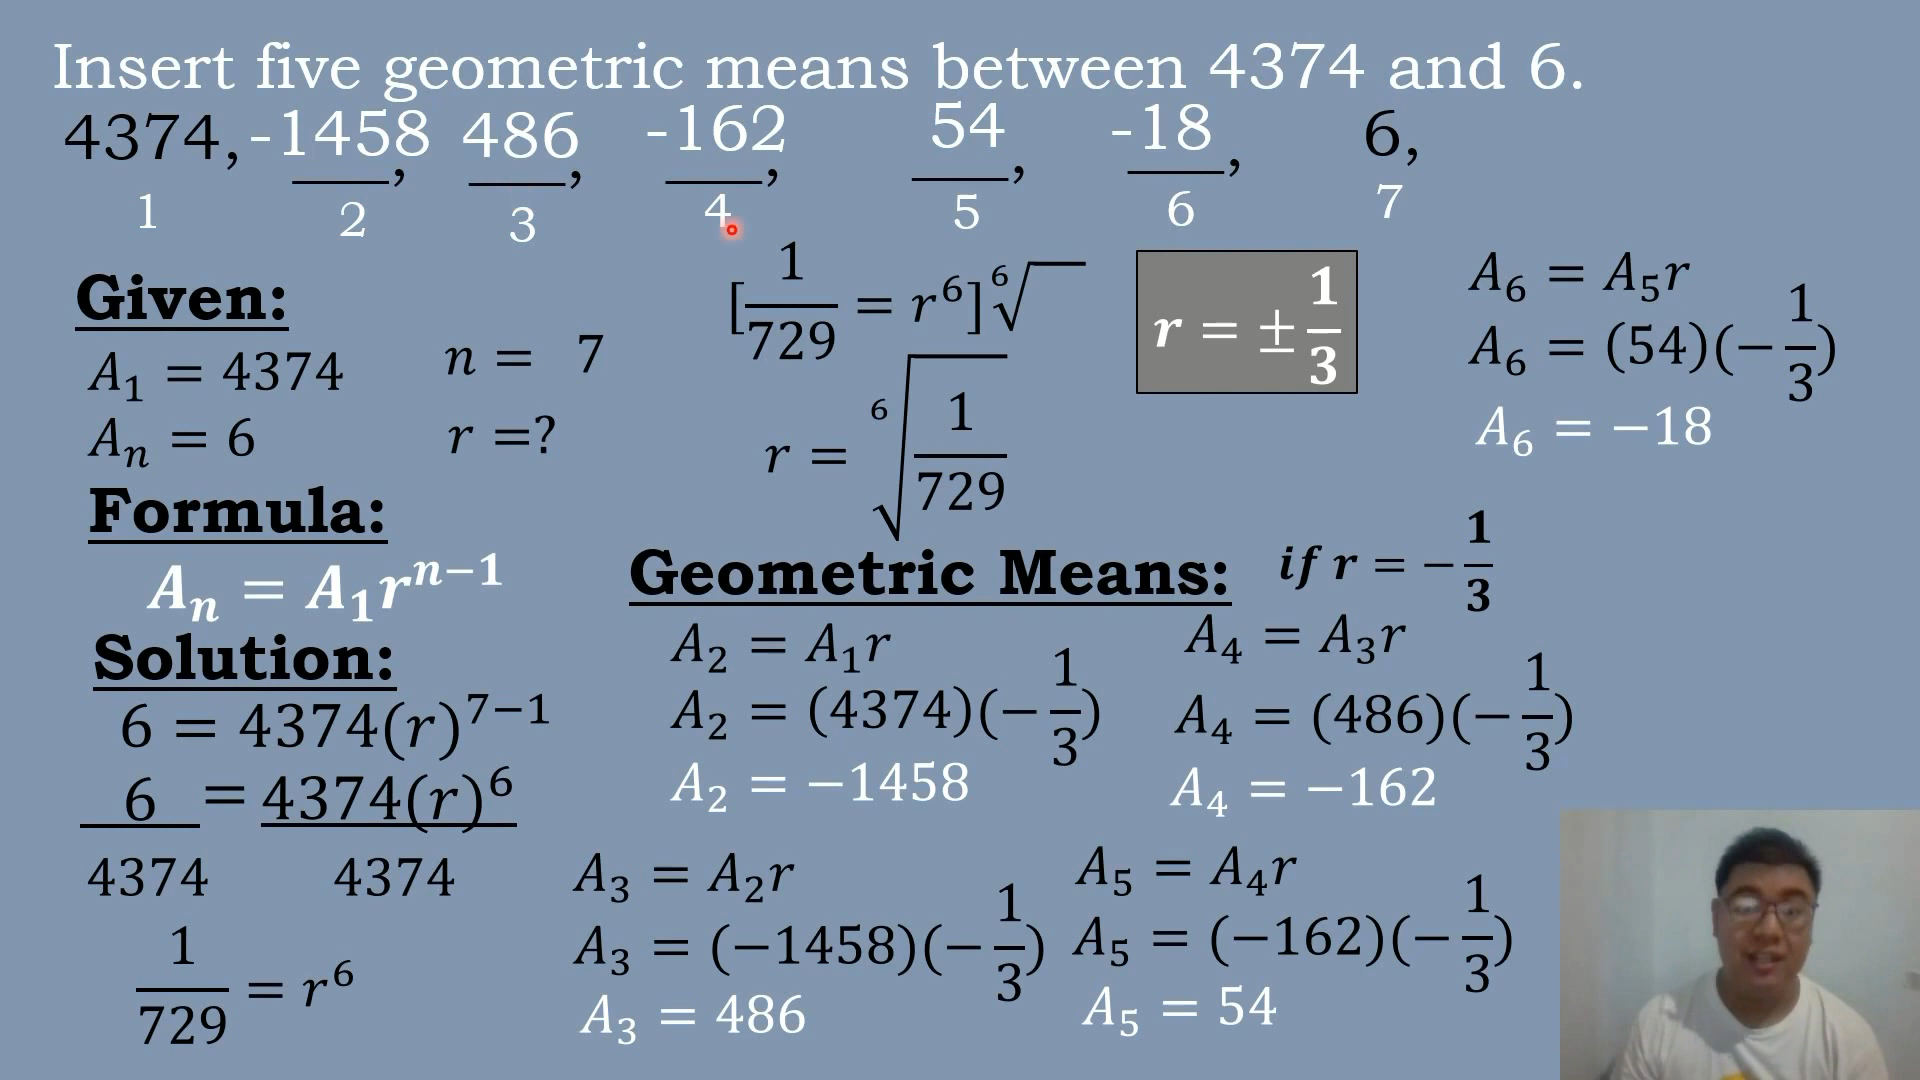 Insert five geometric means between 4374 and 6.
4374, -1458, 486, -162, 54, -18, 6,
1 2 3 4 5 6 7
Given:
A₁ = 4374 n = 7
Aₙ = 6 r =?
Formula:
Aₙ = A₁rⁿ⁻¹
Solution:
6 = 4374(r)⁷⁻¹
6 = 4374(r)⁶
4374 4374
1/729 = r⁶
[1/729 = r⁶] ⁶√
r = ⁶√(1/729)
r = ± 1/3
Geometric Means: if r = − 1/3
A₂ = A₁r
A₂ = (4374)(− 1/3)
A₂ = −1458
A₃ = A₂r
A₃ = (−1458)(− 1/3)
A₃ = 486
A₄ = A₃r
A₄ = (486)(− 1/3)
A₄ = −162
A₅ = A₄r
A₅ = (−162)(− 1/3)
A₅ = 54
A₆ = A₅r
A₆ = (54)(− 1/3)
A₆ = −18